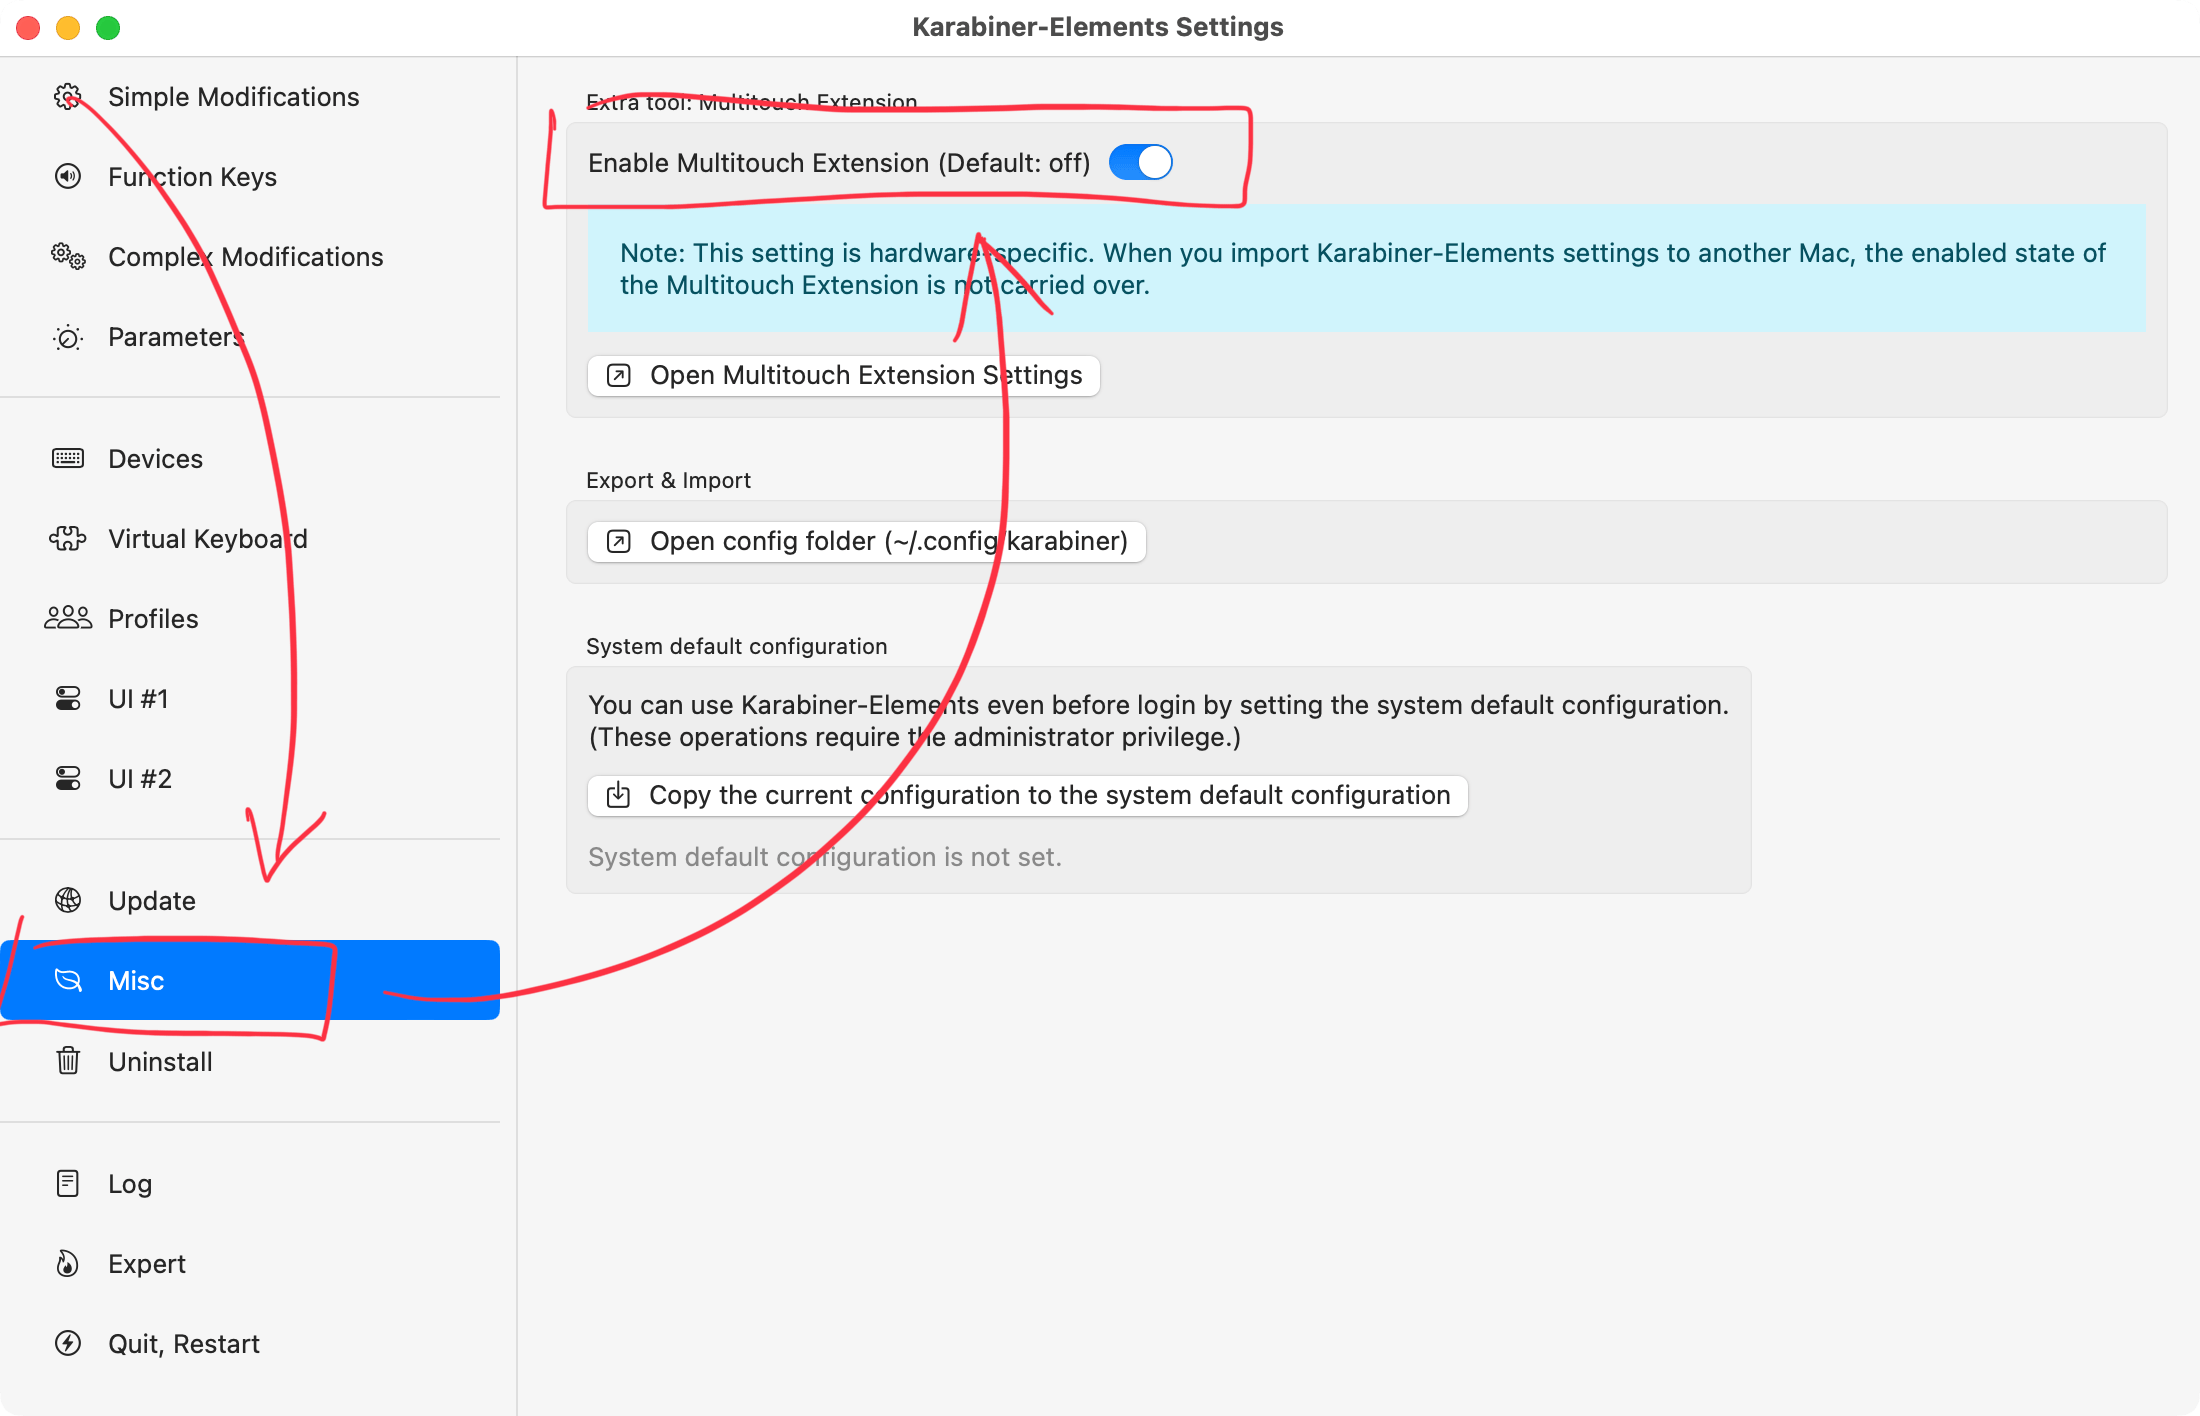 Karabiner-Elements Settings
Simple Modifications
Function Keys
Complex Modifications
Parameters
Devices
Virtual Keyboard
Profiles
UI #1
UI #2
Update
Misc
Uninstall
Log
Expert
Quit, Restart
Extra tool: Multitouch Extension
Enable Multitouch Extension (Default: off)
Note: This setting is hardware-specific. When you import Karabiner-Elements settings to another Mac, the enabled state of
the Multitouch Extension is not carried over.
Open Multitouch Extension Settings
Export & Import
Open config folder (~/.config/karabiner)
System default configuration
You can use Karabiner-Elements even before login by setting the system default configuration.
(These operations require the administrator privilege.)
Copy the current configuration to the system default configuration
System default configuration is not set.